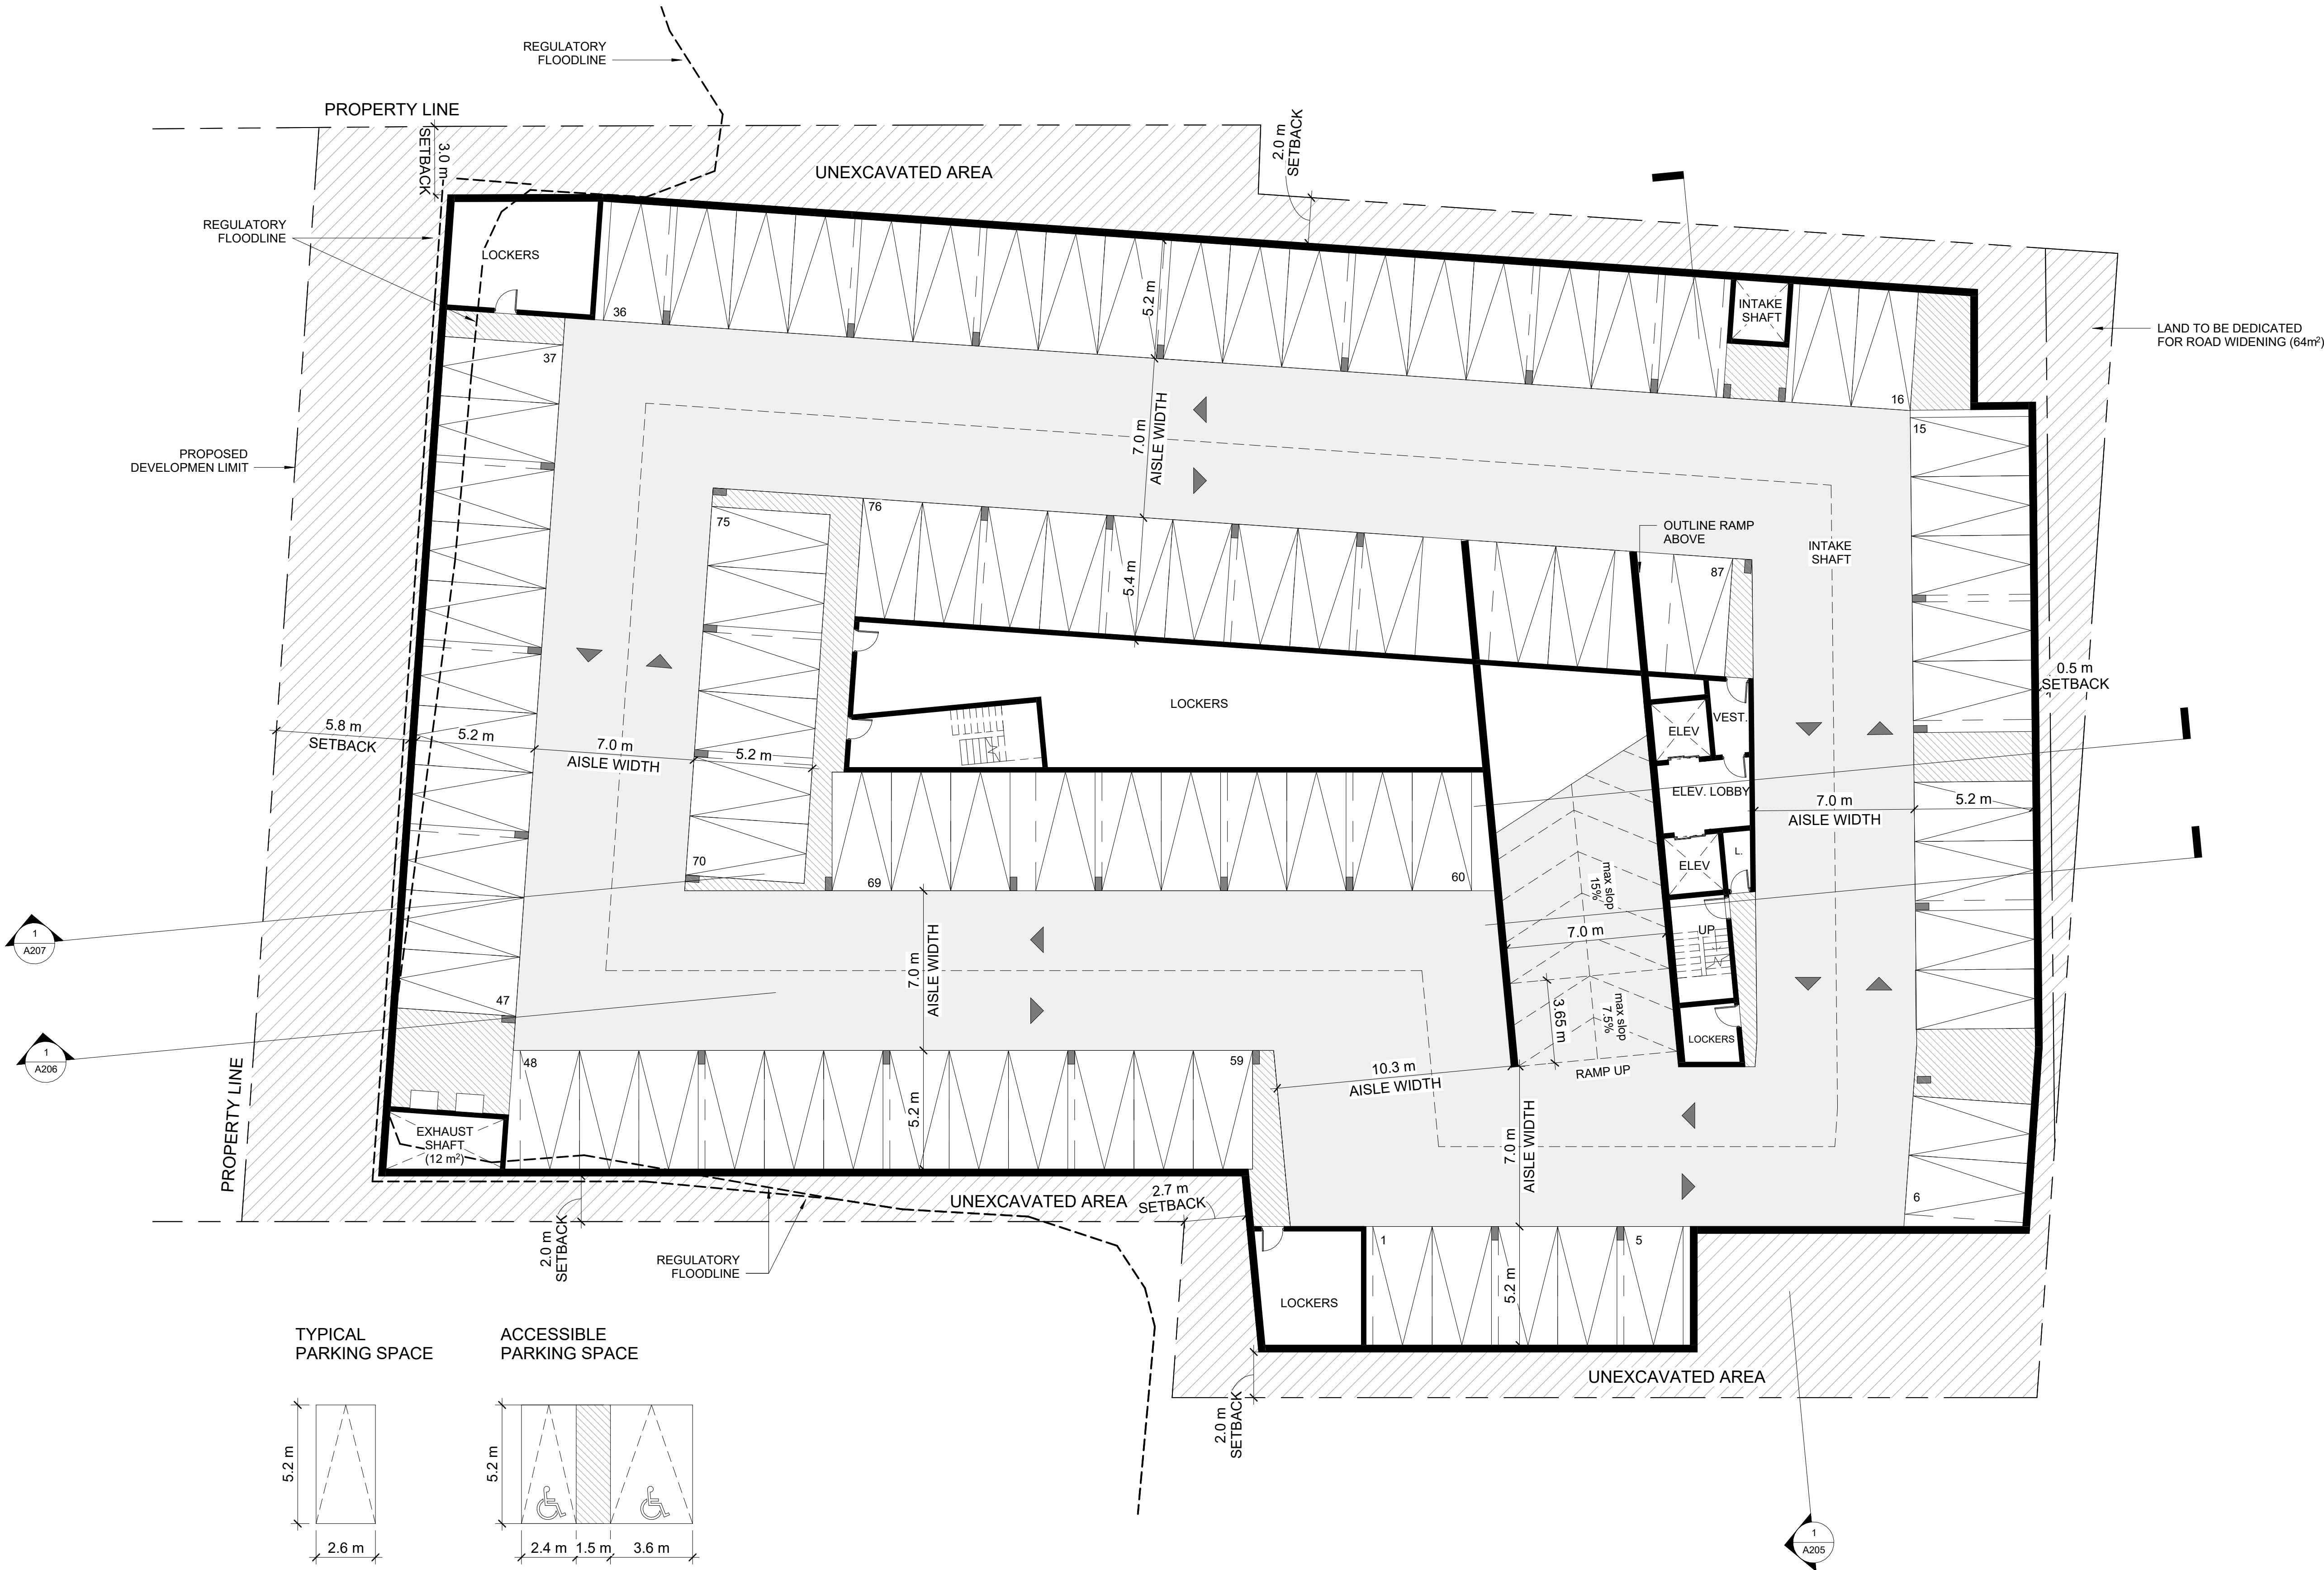 REGULATORY
FLOODLINE
PROPERTY LINE
3.0 m
SETBACK
2.0 m
SETBACK
UNEXCAVATED AREA
REGULATORY
FLOODLINE
LOCKERS
INTAKE
SHAFT
5.2 m
36
16
LAND TO BE DEDICATED
FOR ROAD WIDENING (64m²)
37
15
PROPOSED
DEVELOPMEN LIMIT
7.0 m
AISLE WIDTH
75
76
OUTLINE RAMP
ABOVE
INTAKE
SHAFT
5.4 m
87
0.5 m
SETBACK
LOCKERS
VEST.
ELEV
5.8 m
SETBACK
5.2 m
7.0 m
AISLE WIDTH
5.2 m
ELEV. LOBBY
7.0 m
AISLE WIDTH
5.2 m
L.
ELEV
70
69
60
max slop
15%
UP
7.0 m
1
A207
7.0 m
AISLE WIDTH
47
3.65 m
max slop
7.5%
LOCKERS
1
A206
48
59
RAMP UP
10.3 m
AISLE WIDTH
5.2 m
PROPERTY LINE
EXHAUST
SHAFT
(12 m²)
7.0 m
AISLE WIDTH
2.7 m
SETBACK
UNEXCAVATED AREA
6
2.0 m
SETBACK
REGULATORY
FLOODLINE
1
5
5.2 m
LOCKERS
UNEXCAVATED AREA
2.0 m
SETBACK
TYPICAL
PARKING SPACE
ACCESSIBLE
PARKING SPACE
5.2 m
5.2 m
2.6 m
2.4 m
1.5 m
3.6 m
1
A205